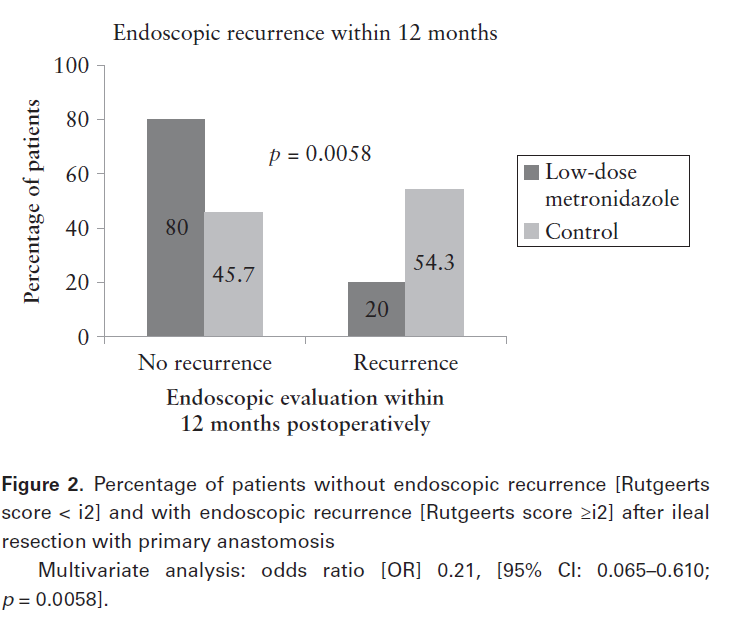 Endoscopic recurrence within 12 months
100
80
60
40
20
0
Percentage of patients
p = 0.0058
80
45.7
20
54.3
Low-dose
metronidazole
Control
No recurrence
Recurrence
Endoscopic evaluation within
12 months postoperatively
Figure 2. Percentage of patients without endoscopic recurrence [Rutgeerts
score < i2] and with endoscopic recurrence [Rutgeerts score ≥i2] after ileal
resection with primary anastomosis
Multivariate analysis: odds ratio [OR] 0.21, [95% CI: 0.065–0.610;
p = 0.0058].